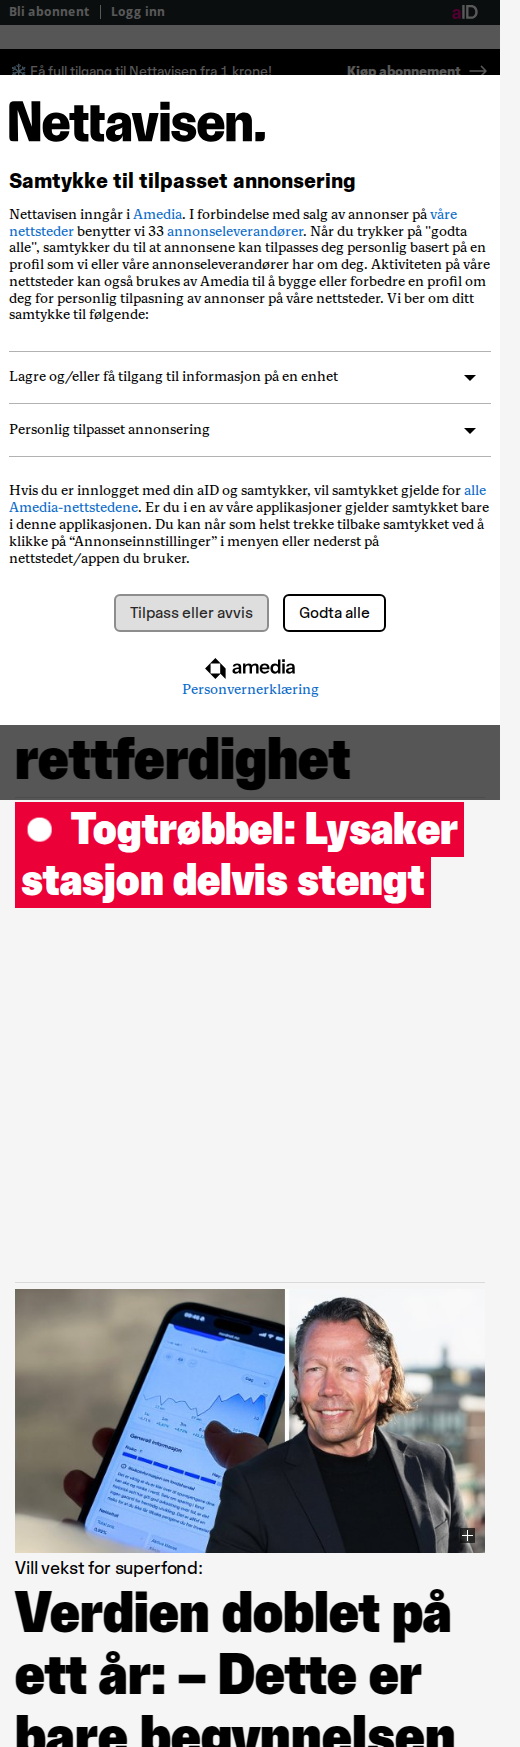 Bli abonnent | Logg inn
aID
Få full tilgang til Nettavisen fra 1 krone!
Kjøp abonnement
Nettavisen.
Samtykke til tilpasset annonsering
Nettavisen inngår i Amedia. I forbindelse med salg av annonser på våre
nettsteder benytter vi 33 annonseleverandører. Når du trykker på "godta
alle", samtykker du til at annonsene kan tilpasses deg personlig basert på en
profil som vi eller våre annonseleverandører har om deg. Aktiviteten på våre
nettsteder kan også brukes av Amedia til å bygge eller forbedre en profil om
deg for personlig tilpasning av annonser på våre nettsteder. Vi ber om ditt
samtykke til følgende:
Lagre og/eller få tilgang til informasjon på en enhet
Personlig tilpasset annonsering
Hvis du er innlogget med din aID og samtykker, vil samtykket gjelde for alle
Amedia-nettstedene. Er du i en av våre applikasjoner gjelder samtykket bare
i denne applikasjonen. Du kan når som helst trekke tilbake samtykket ved å
klikke på “Annonseinnstillinger” i menyen eller nederst på
nettstedet/appen du bruker.
Tilpass eller avvis
Godta alle
amedia
Personvernerklæring
rettferdighet
Togtrøbbel: Lysaker
stasjon delvis stengt
Generell informasjon
Vill vekst for superfond:
Verdien doblet på
ett år: – Dette er
bare begynnelsen